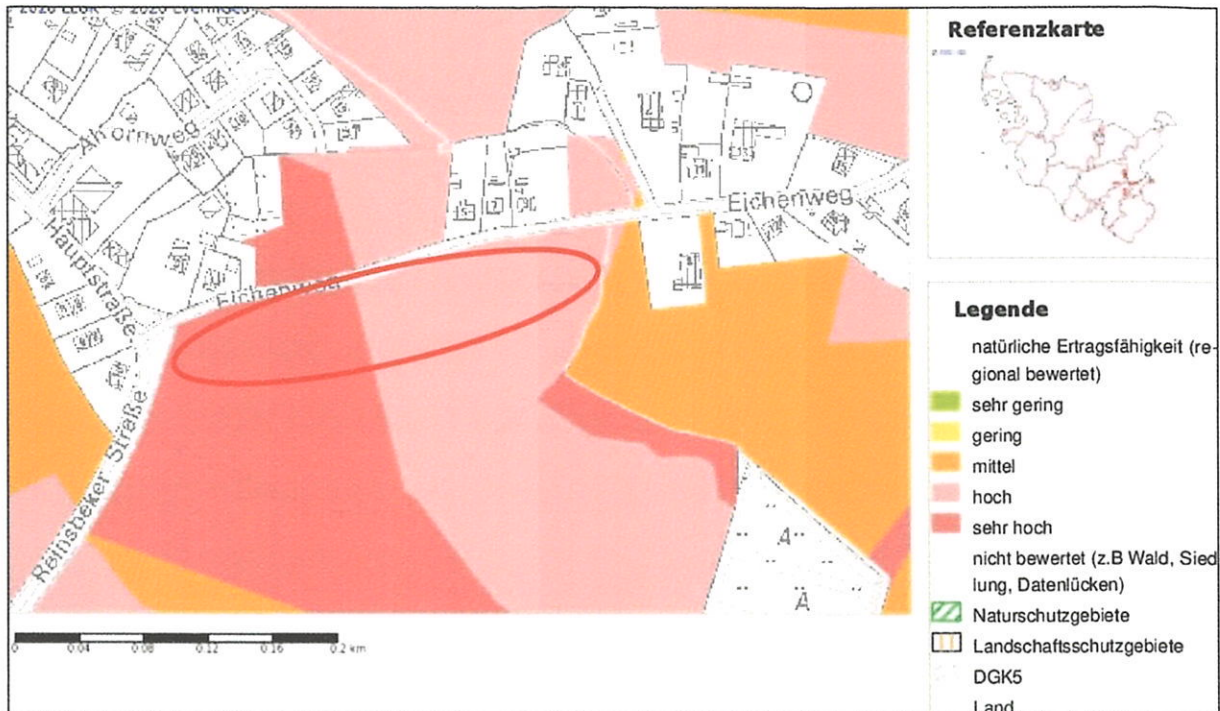 Ahornweg
Hauptstraße
Eichenweg
Eichenweg
Reinsbeker Straße
0 0.04 0.08 0.12 0.16 0.2 km
Referenzkarte
Legende
natürliche Ertragsfähigkeit (re-
gional bewertet)
sehr gering
gering
mittel
hoch
sehr hoch
nicht bewertet (z.B Wald, Sied
lung, Datenlücken)
Naturschutzgebiete
Landschaftsschutzgebiete
DGK5
Land